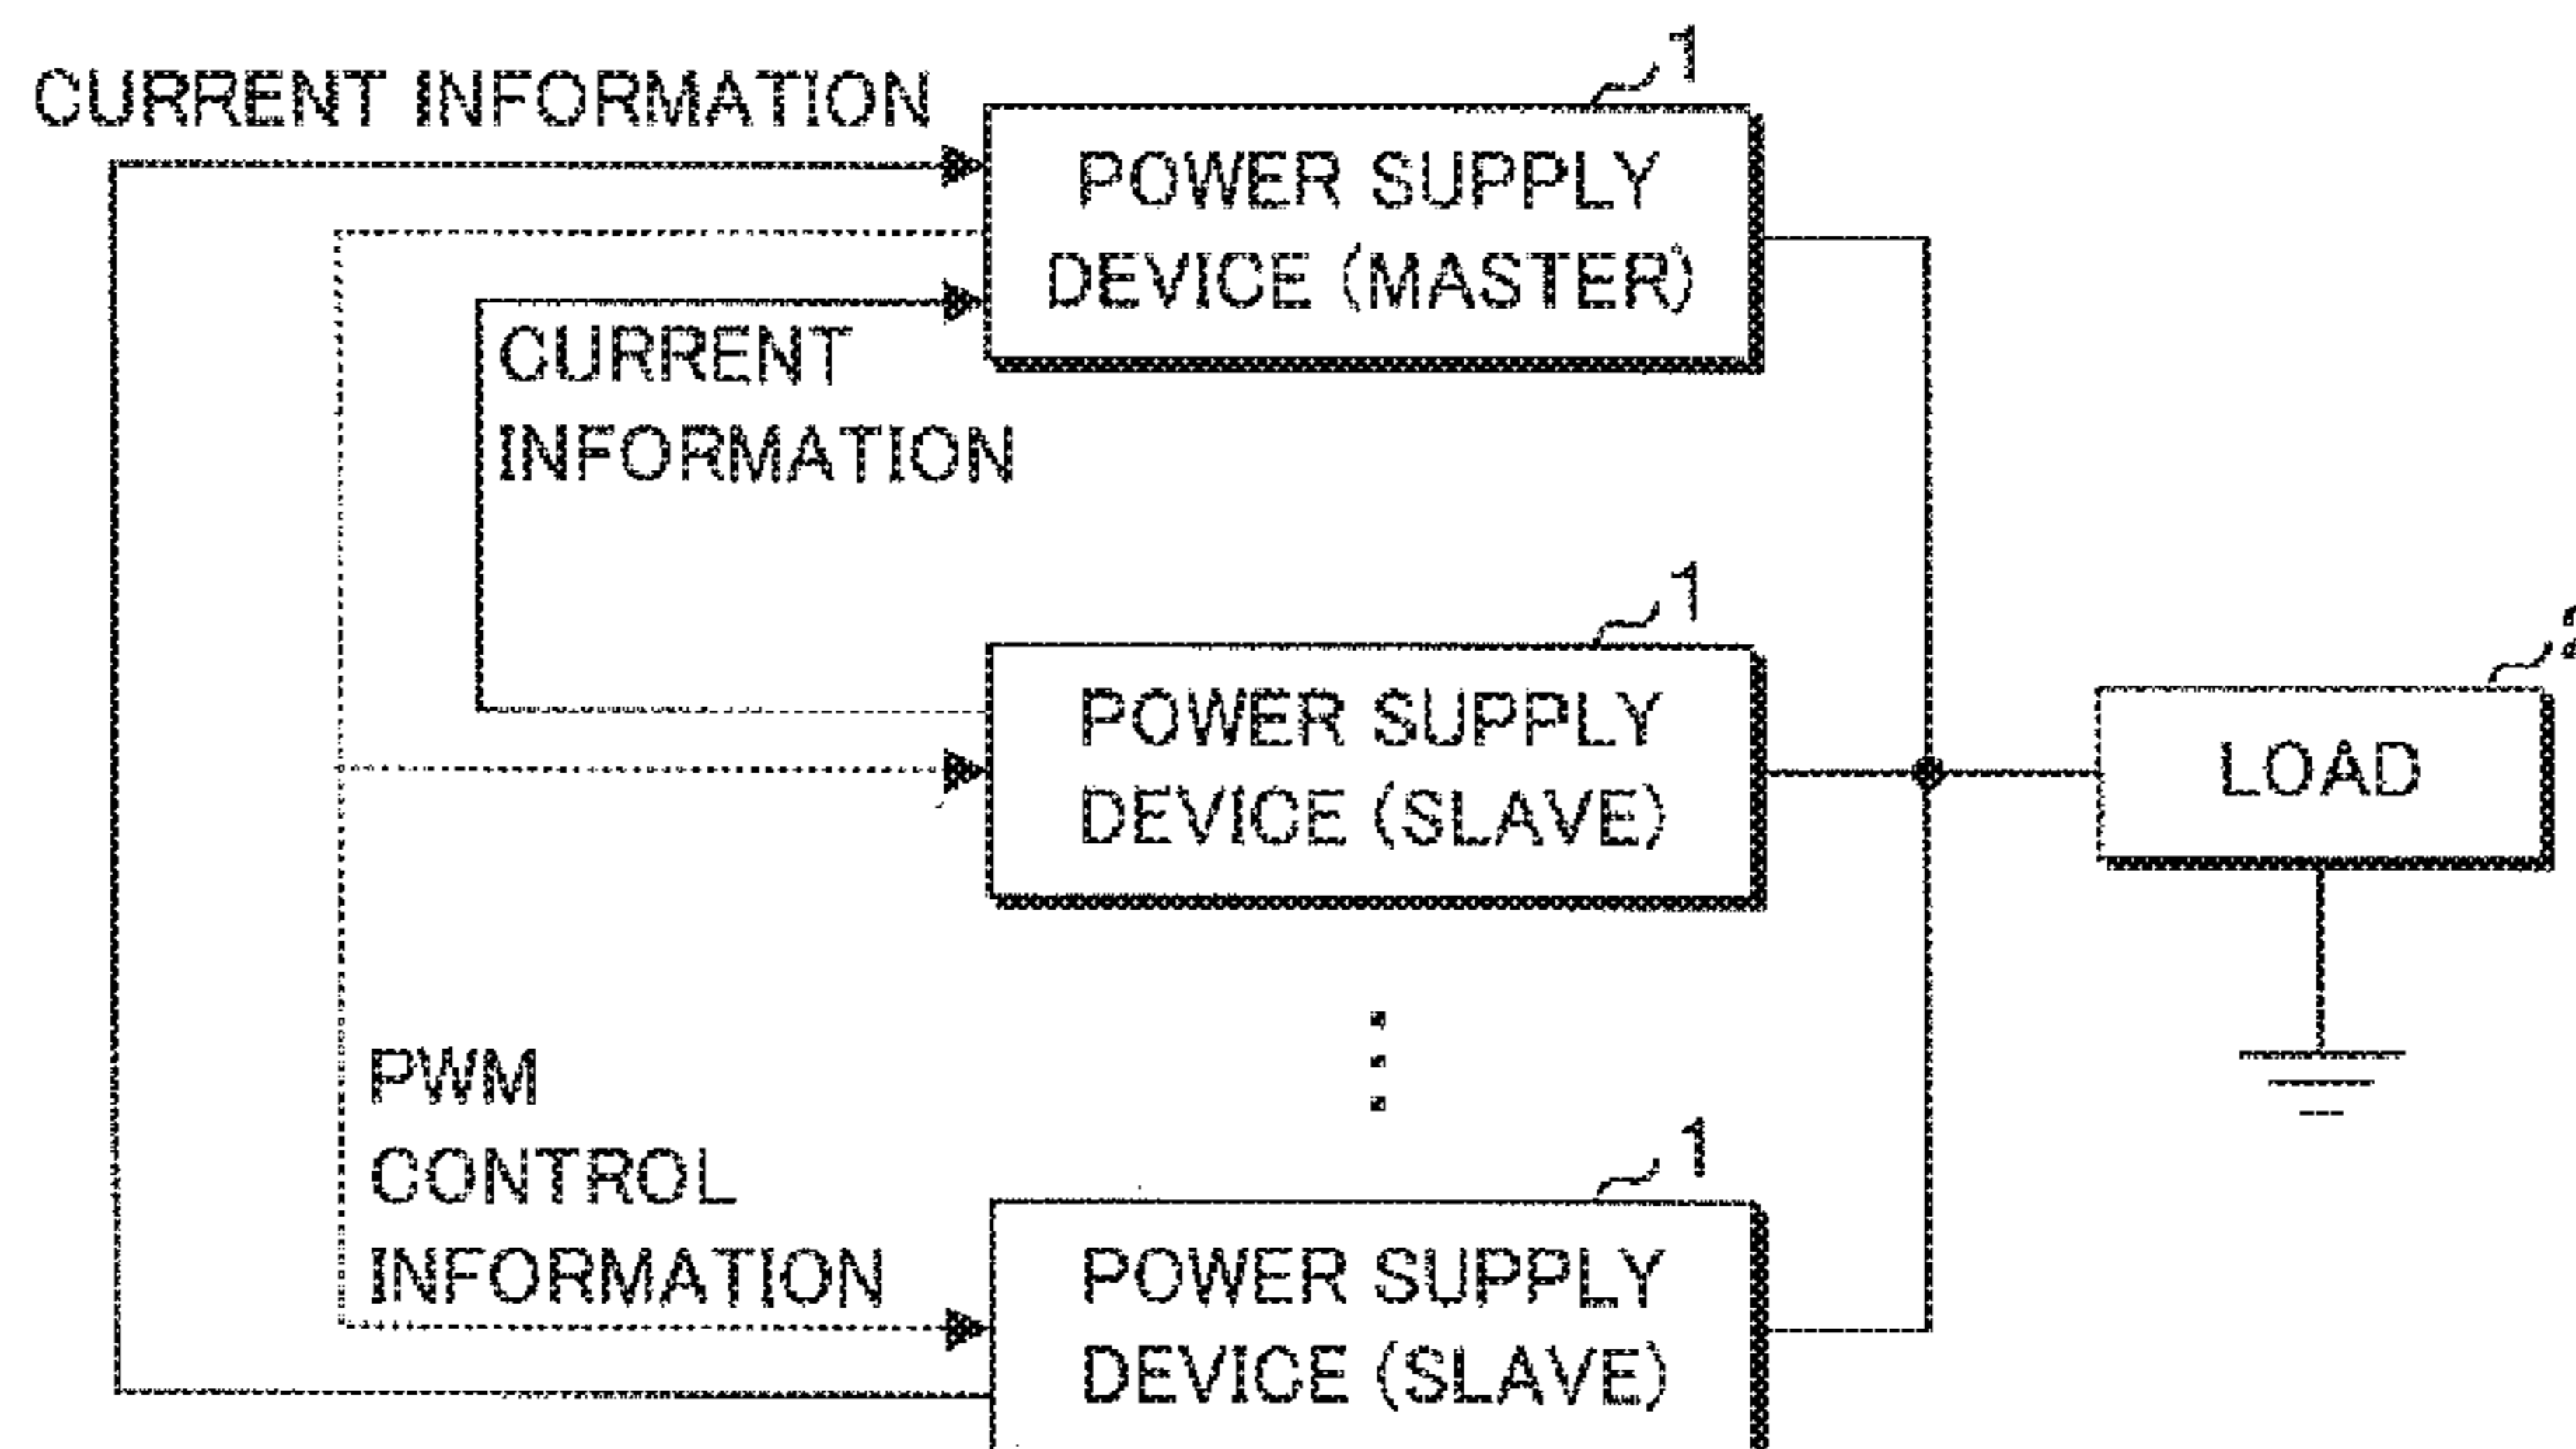 1
CURRENT INFORMATION
POWER SUPPLY
DEVICE (MASTER)
CURRENT
INFORMATION
1
POWER SUPPLY
DEVICE (SLAVE)
LOAD
PWM
CONTROL
INFORMATION
1
POWER SUPPLY
DEVICE (SLAVE)